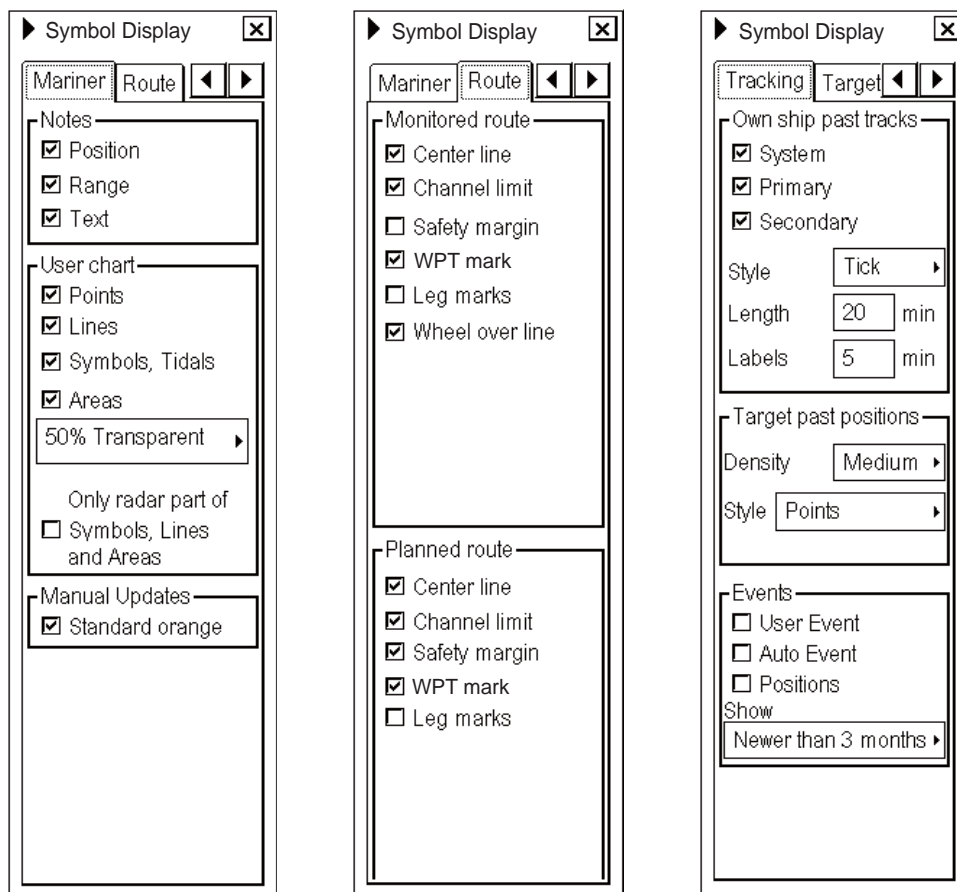 Symbol Display
Mariner Route
Notes
Position
Range
Text
User chart
Points
Lines
Symbols, Tidals
Areas
50% Transparent
Only radar part of
Symbols, Lines
and Areas
Manual Updates
Standard orange
Symbol Display
Mariner Route
Monitored route
Center line
Channel limit
Safety margin
WPT mark
Leg marks
Wheel over line
Planned route
Center line
Channel limit
Safety margin
WPT mark
Leg marks
Symbol Display
Tracking Target
Own ship past tracks
System
Primary
Secondary
Style Tick
Length 20 min
Labels 5 min
Target past positions
Density Medium
Style Points
Events
User Event
Auto Event
Positions
Show
Newer than 3 months